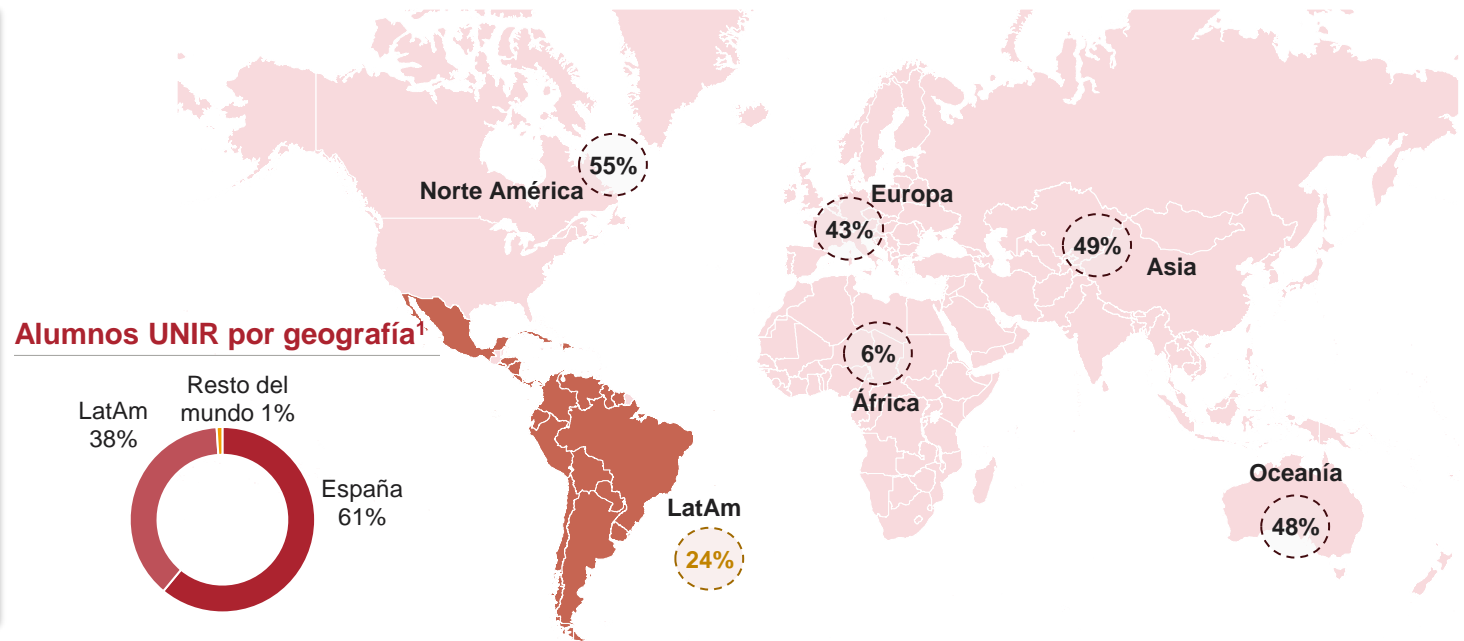 55%
Norte América
Europa
43%
49%
Asia
Alumnos UNIR por geografía¹
6%
África
Resto del
mundo 1%
LatAm
38%
España
61%
LatAm
24%
Oceanía
48%